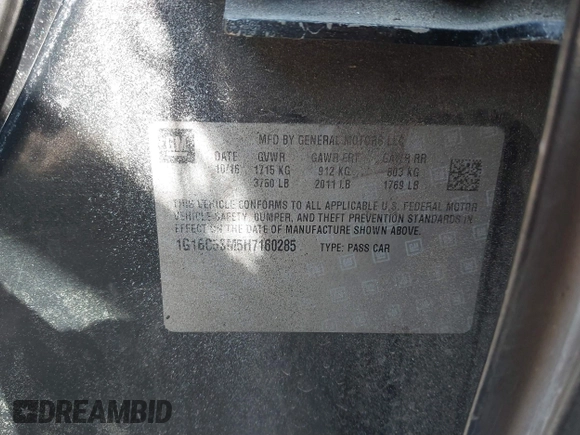 GM
MFD BY GENERAL MOTORS LLC
DATE GVWR GAWR FRT GAWR RR
10/16 1715 KG 912 KG 803 KG
3780 LB 2011 LB 1769 LB
THIS VEHICLE CONFORMS TO ALL APPLICABLE U.S. FEDERAL MOTOR
VEHICLE SAFETY, BUMPER, AND THEFT PREVENTION STANDARDS IN
EFFECT ON THE DATE OF MANUFACTURE SHOWN ABOVE.
TYPE: PASS CAR
DREAMBID